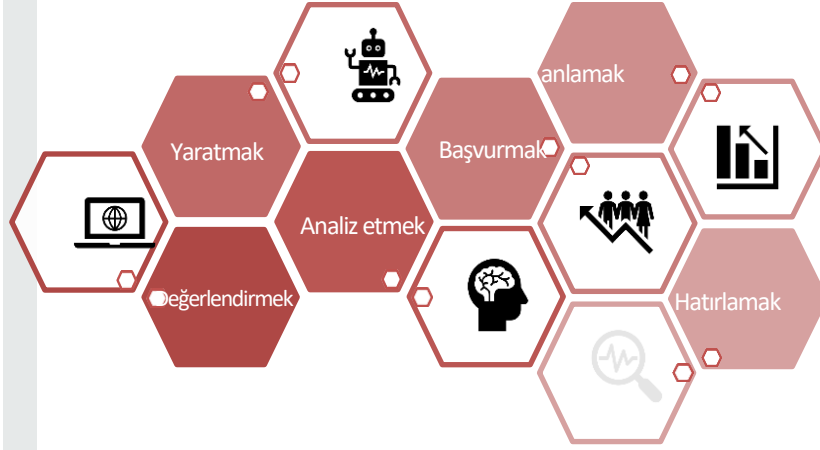 anlamak
Yaratmak
Başvurmak
Analiz etmek
Değerlendirmek
Hatırlamak